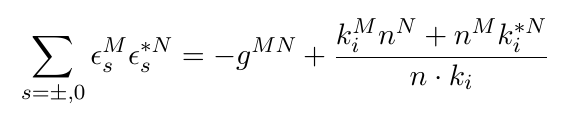 \sum_{s=\pm,0} \epsilon_s^M \epsilon_s^{*N} = -g^{MN} + \frac{k_i^M n^N + n^M k_i^{*N}}{n \cdot k_i}